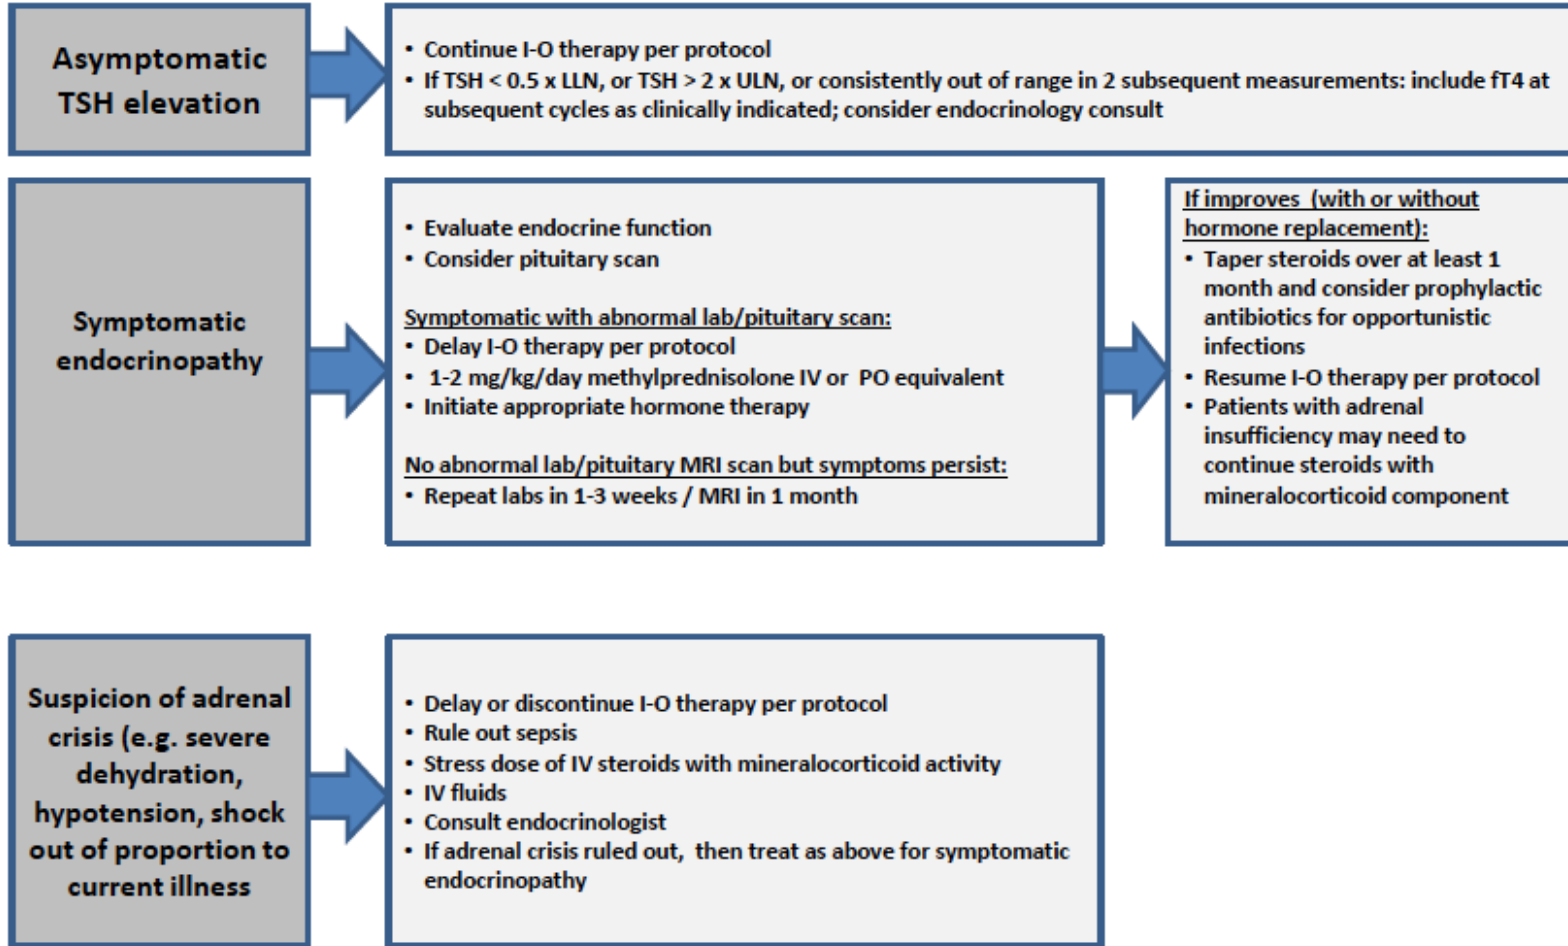 Asymptomatic
TSH elevation
• Continue I-O therapy per protocol
• If TSH < 0.5 x LLN, or TSH > 2 x ULN, or consistently out of range in 2 subsequent measurements: include fT4 at
subsequent cycles as clinically indicated; consider endocrinology consult
Symptomatic
endocrinopathy
• Evaluate endocrine function
• Consider pituitary scan
Symptomatic with abnormal lab/pituitary scan:
• Delay I-O therapy per protocol
• 1-2 mg/kg/day methylprednisolone IV or PO equivalent
• Initiate appropriate hormone therapy
No abnormal lab/pituitary MRI scan but symptoms persist:
• Repeat labs in 1-3 weeks / MRI in 1 month
If improves (with or without
hormone replacement):
• Taper steroids over at least 1
month and consider prophylactic
antibiotics for opportunistic
infections
• Resume I-O therapy per protocol
• Patients with adrenal
insufficiency may need to
continue steroids with
mineralocorticoid component
Suspicion of adrenal
crisis (e.g. severe
dehydration,
hypotension, shock
out of proportion to
current illness
• Delay or discontinue I-O therapy per protocol
• Rule out sepsis
• Stress dose of IV steroids with mineralocorticoid activity
• IV fluids
• Consult endocrinologist
• If adrenal crisis ruled out, then treat as above for symptomatic
endocrinopathy